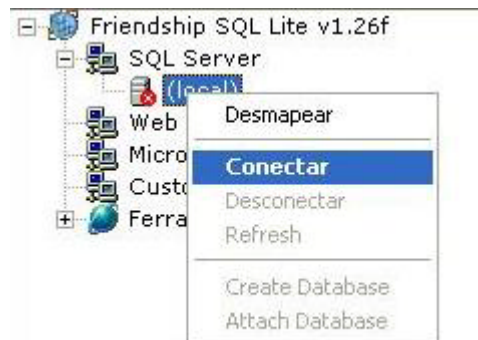 Friendship SQL Lite v1.26f
SQL Server
(local)
Web
Micro
Custo
Ferra
Desmapear
Conectar
Desconectar
Refresh
Create Database
Attach Database